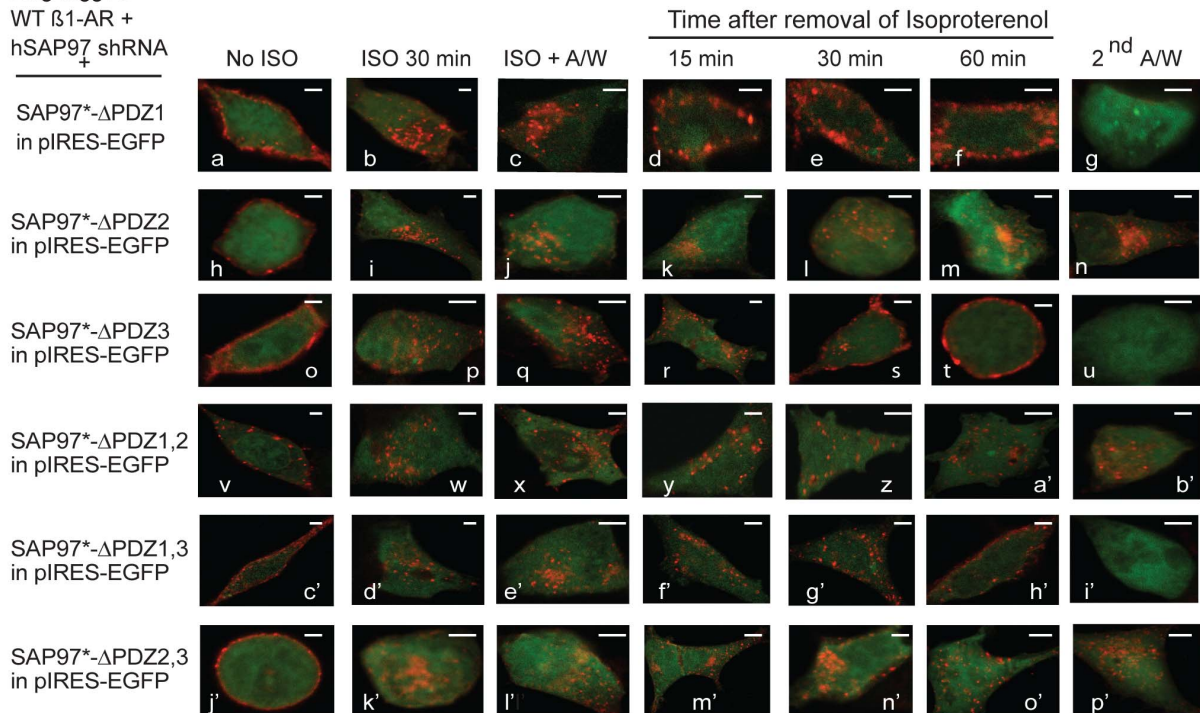 WT ß1-AR +
hSAP97 shRNA
+
Time after removal of Isoproterenol
No ISO ISO 30 min ISO + A/W 15 min 30 min 60 min 2nd A/W
SAP97*-ΔPDZ1
in pIRES-EGFP
a b c d e f g
SAP97*-ΔPDZ2
in pIRES-EGFP
h i j k l m n
SAP97*-ΔPDZ3
in pIRES-EGFP
o p q r s t u
SAP97*-ΔPDZ1,2
in pIRES-EGFP
v w x y z a' b'
SAP97*-ΔPDZ1,3
in pIRES-EGFP
c' d' e' f' g' h' i'
SAP97*-ΔPDZ2,3
in pIRES-EGFP
j' k' l' m' n' o' p'